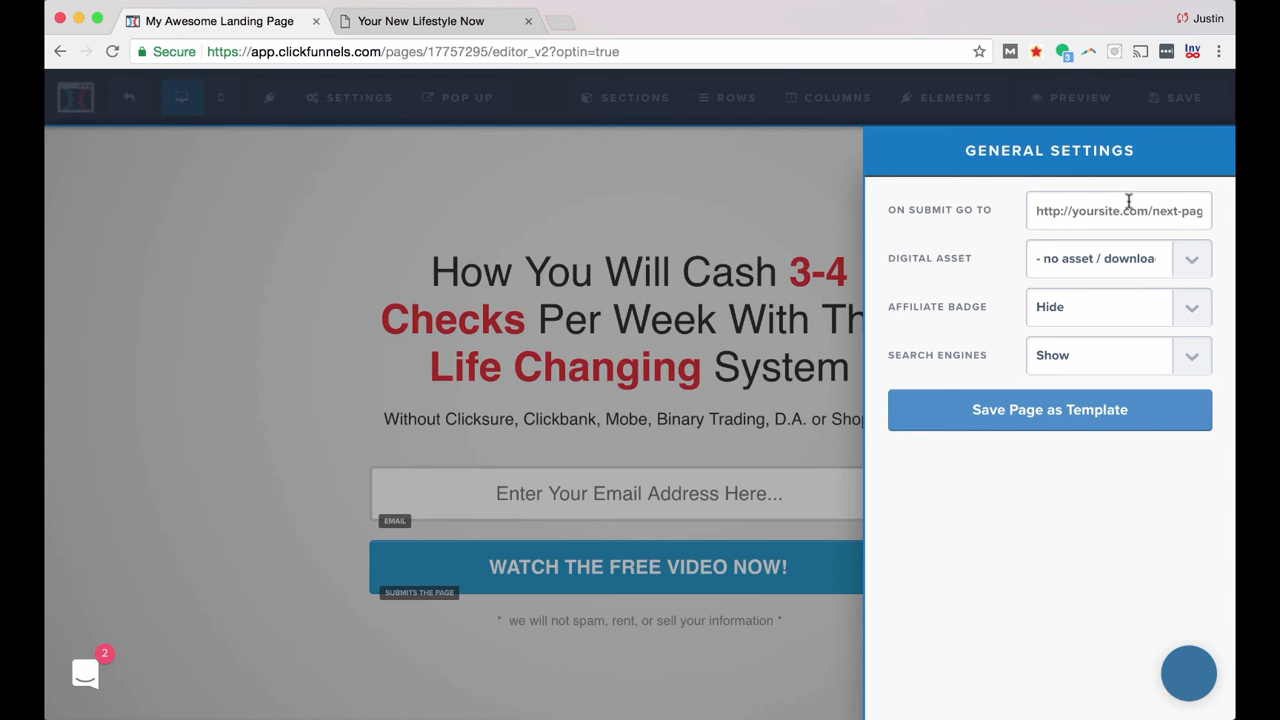 My Awesome Landing Page
Your New Lifestyle Now
Justin
Secure
https://app.clickfunnels.com/pages/17757295/editor_v2?optin=true
M
3
Inv
SETTINGS
POP UP
SECTIONS
ROWS
COLUMNS
ELEMENTS
PREVIEW
SAVE
GENERAL SETTINGS
ON SUBMIT GO TO
http://yoursite.com/next-pag
DIGITAL ASSET
- no asset / downloa
AFFILIATE BADGE
Hide
SEARCH ENGINES
Show
Save Page as Template
How You Will Cash 3-4
Checks Per Week With Th
Life Changing System
Without Clicksure, Clickbank, Mobe, Binary Trading, D.A. or Shop
Enter Your Email Address Here...
EMAIL
WATCH THE FREE VIDEO NOW!
SUBMITS THE PAGE
* we will not spam, rent, or sell your information *
2